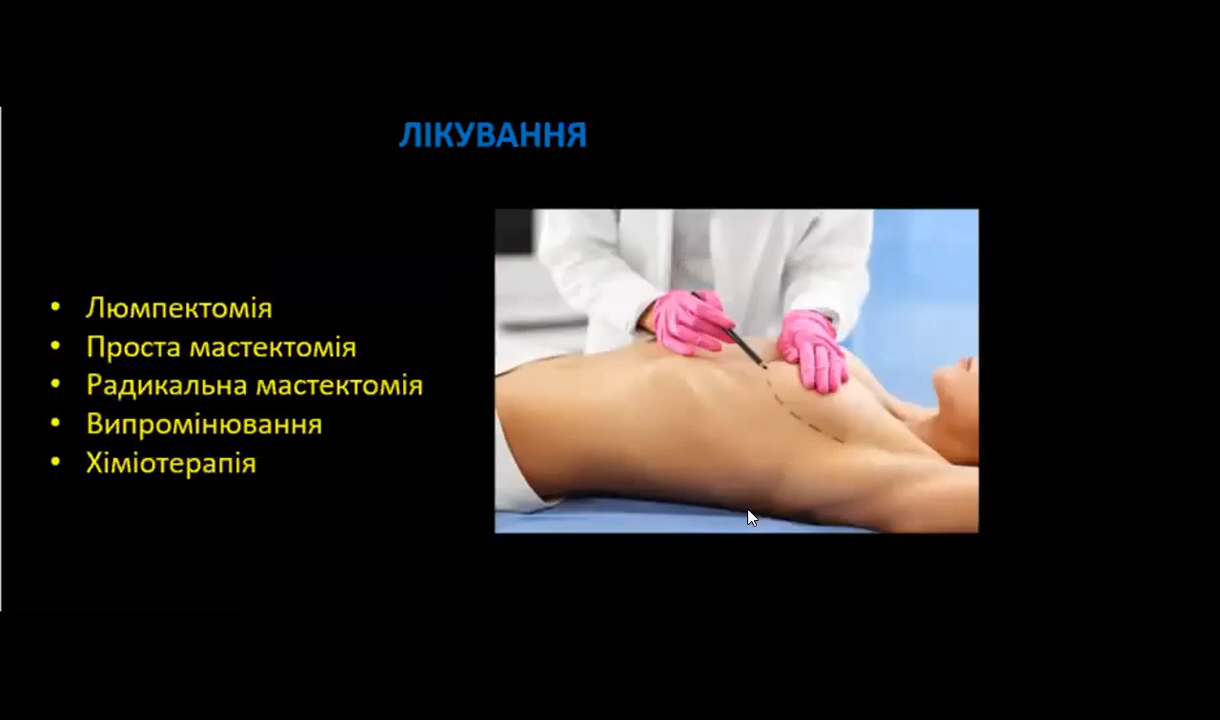 ЛІКУВАННЯ
• Люмпектомія
• Проста мастектомія
• Радикальна мастектомія
• Випромінювання
• Хіміотерапія